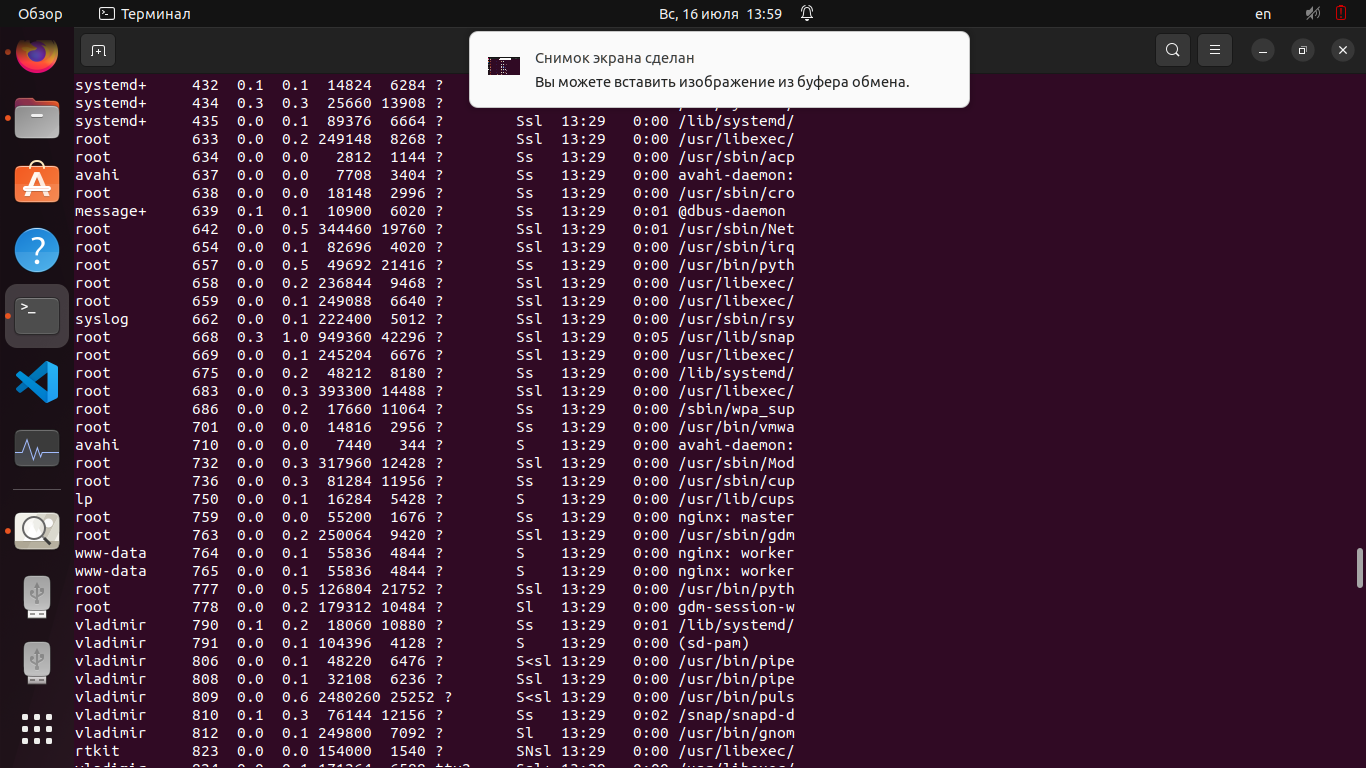 Обзор Терминал Вс, 16 июля 13:59 en
Снимок экрана сделан
Вы можете вставить изображение из буфера обмена.
systemd+ 432 0.1 0.1 14824 6284 ?
systemd+ 434 0.3 0.3 25660 13908 ?
systemd+ 435 0.0 0.1 89376 6664 ? Ssl 13:29 0:00 /lib/systemd/
root 633 0.0 0.2 249148 8268 ? Ssl 13:29 0:00 /usr/libexec/
root 634 0.0 0.0 2812 1144 ? Ss 13:29 0:00 /usr/sbin/acp
avahi 637 0.0 0.0 7708 3404 ? Ss 13:29 0:00 avahi-daemon:
root 638 0.0 0.0 18148 2996 ? Ss 13:29 0:00 /usr/sbin/cro
message+ 639 0.1 0.1 10900 6020 ? Ss 13:29 0:01 @dbus-daemon
root 642 0.0 0.5 344460 19760 ? Ssl 13:29 0:01 /usr/sbin/Net
root 654 0.0 0.1 82696 4020 ? Ssl 13:29 0:00 /usr/sbin/irq
root 657 0.0 0.5 49692 21416 ? Ss 13:29 0:00 /usr/bin/pyth
root 658 0.0 0.2 236844 9468 ? Ssl 13:29 0:00 /usr/libexec/
root 659 0.0 0.1 249088 6640 ? Ssl 13:29 0:00 /usr/libexec/
syslog 662 0.0 0.1 222400 5012 ? Ssl 13:29 0:00 /usr/sbin/rsy
root 668 0.3 1.0 949360 42296 ? Ssl 13:29 0:05 /usr/lib/snap
root 669 0.0 0.1 245204 6676 ? Ssl 13:29 0:00 /usr/libexec/
root 675 0.0 0.2 48212 8180 ? Ss 13:29 0:00 /lib/systemd/
root 683 0.0 0.3 393300 14488 ? Ssl 13:29 0:00 /usr/libexec/
root 686 0.0 0.2 17660 11064 ? Ss 13:29 0:00 /sbin/wpa_sup
root 701 0.0 0.0 14816 2956 ? Ss 13:29 0:00 /usr/bin/vmwa
avahi 710 0.0 0.0 7440 344 ? S 13:29 0:00 avahi-daemon:
root 732 0.0 0.3 317960 12428 ? Ssl 13:29 0:00 /usr/sbin/Mod
root 736 0.0 0.3 81284 11956 ? Ss 13:29 0:00 /usr/sbin/cup
lp 750 0.0 0.1 16284 5428 ? S 13:29 0:00 /usr/lib/cups
root 759 0.0 0.0 55200 1676 ? Ss 13:29 0:00 nginx: master
root 763 0.0 0.2 250064 9420 ? Ssl 13:29 0:00 /usr/sbin/gdm
www-data 764 0.0 0.1 55836 4844 ? S 13:29 0:00 nginx: worker
www-data 765 0.0 0.1 55836 4844 ? S 13:29 0:00 nginx: worker
root 777 0.0 0.5 126804 21752 ? Ssl 13:29 0:00 /usr/bin/pyth
root 778 0.0 0.2 179312 10484 ? Sl 13:29 0:00 gdm-session-w
vladimir 790 0.1 0.2 18060 10880 ? Ss 13:29 0:01 /lib/systemd/
vladimir 791 0.0 0.1 104396 4128 ? S 13:29 0:00 (sd-pam)
vladimir 806 0.0 0.1 48220 6476 ? S<sl 13:29 0:00 /usr/bin/pipe
vladimir 808 0.0 0.1 32108 6236 ? Ssl 13:29 0:00 /usr/bin/pipe
vladimir 809 0.0 0.6 2480260 25252 ? S<sl 13:29 0:00 /usr/bin/puls
vladimir 810 0.1 0.3 76144 12156 ? Ss 13:29 0:02 /snap/snapd-d
vladimir 812 0.0 0.1 249800 7092 ? Sl 13:29 0:00 /usr/bin/gnom
rtkit 823 0.0 0.0 154000 1540 ? SNsl 13:29 0:00 /usr/libexec/